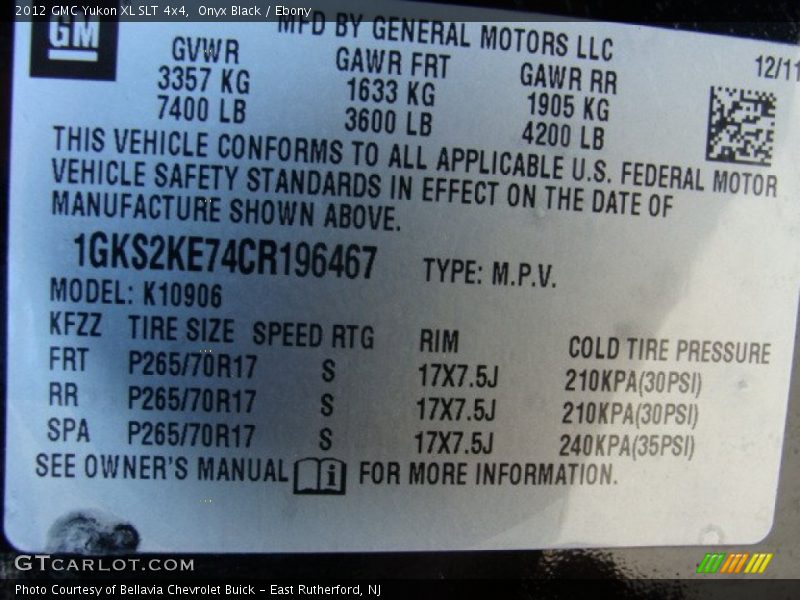 2012 GMC Yukon XL SLT 4x4, Onyx Black / Ebony
GM
MFD BY GENERAL MOTORS LLC
12/11
GVWR GAWR FRT GAWR RR
3357 KG 1633 KG 1905 KG
7400 LB 3600 LB 4200 LB
THIS VEHICLE CONFORMS TO ALL APPLICABLE U.S. FEDERAL MOTOR
VEHICLE SAFETY STANDARDS IN EFFECT ON THE DATE OF
MANUFACTURE SHOWN ABOVE.
1GKS2KE74CR196467 TYPE: M.P.V.
MODEL: K10906
KFZZ TIRE SIZE SPEED RTG RIM COLD TIRE PRESSURE
FRT P265/70R17 S 17X7.5J 210KPA(30PSI)
RR P265/70R17 S 17X7.5J 210KPA(30PSI)
SPA P265/70R17 S 17X7.5J 240KPA(35PSI)
SEE OWNER'S MANUAL i FOR MORE INFORMATION.
GTCARLOT.COM
Photo Courtesy of Bellavia Chevrolet Buick – East Rutherford, NJ